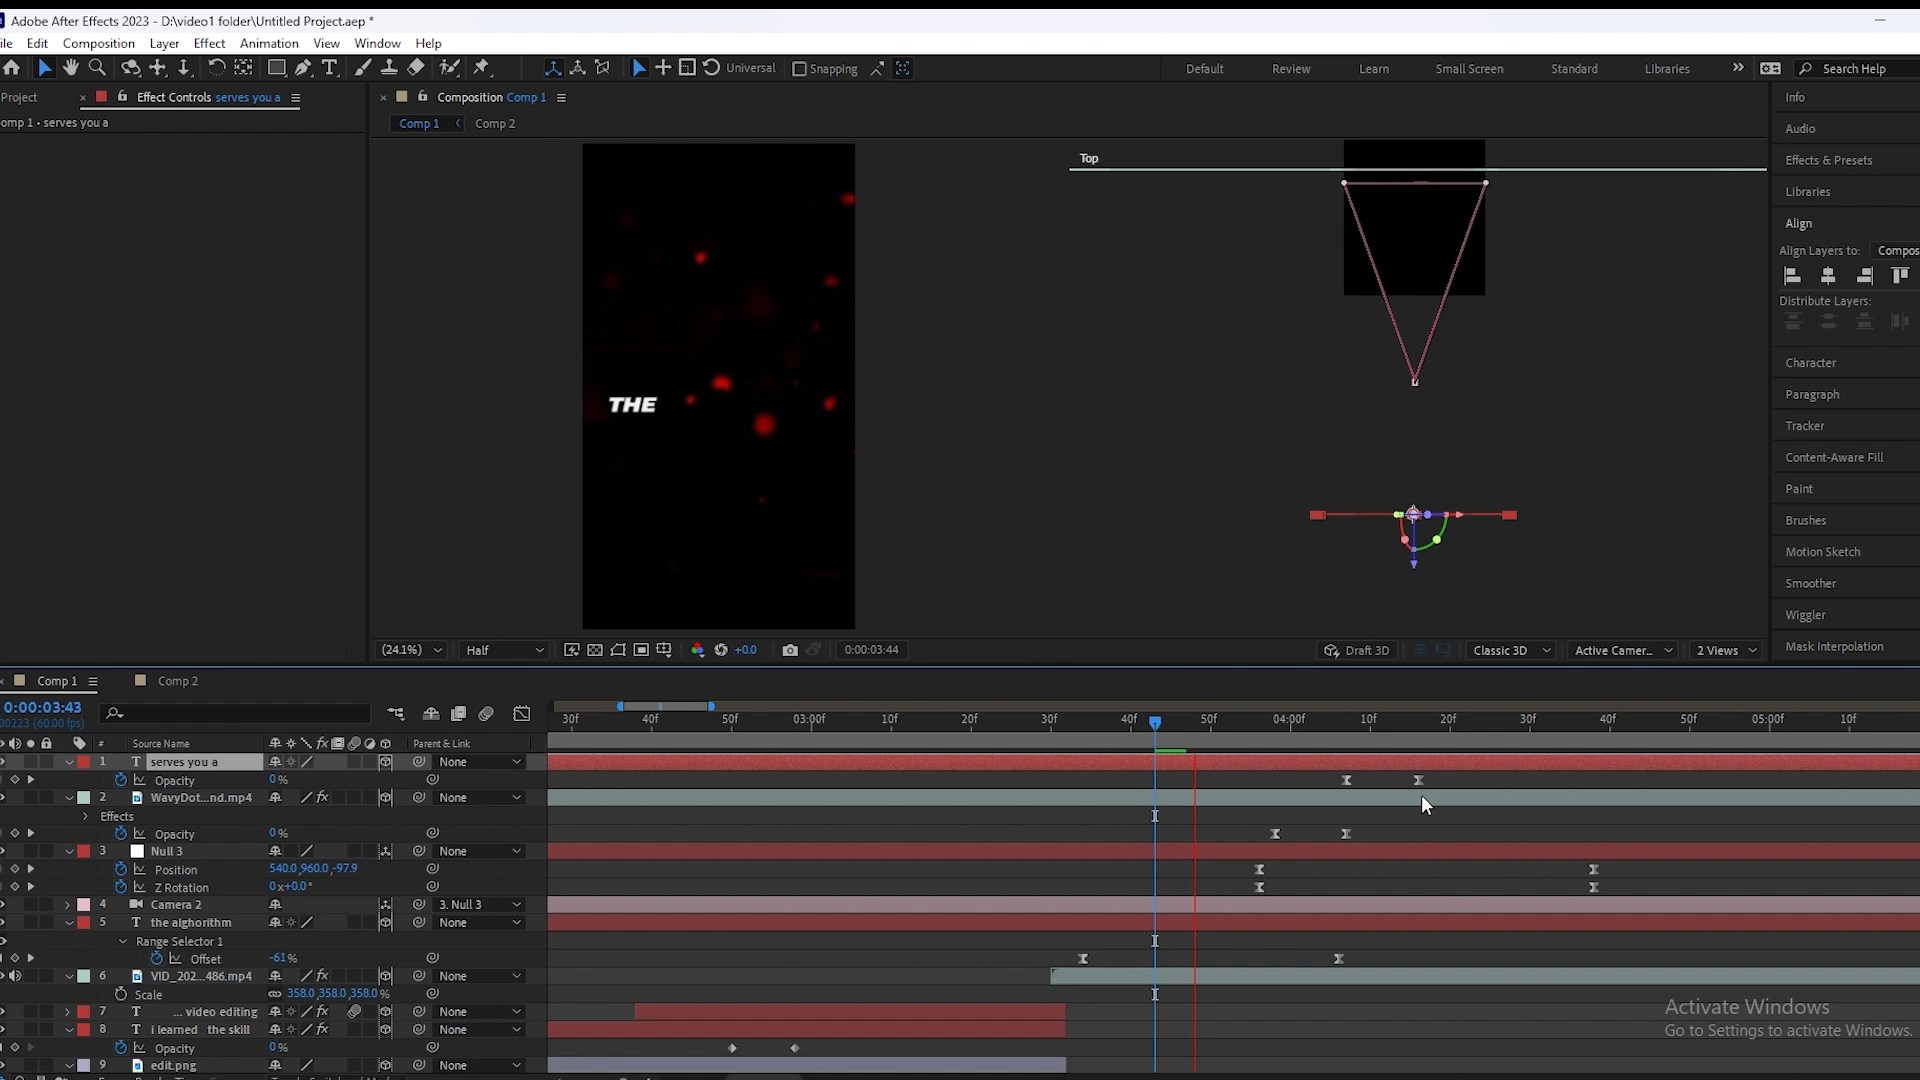 Adobe After Effects 2023 - D:\video1 folder\Untitled Project.aep *
ile Edit Composition Layer Effect Animation View Window Help
Universal Snapping Default Review Learn Small Screen Standard Libraries Search Help
Project Effect Controls serves you a Composition Comp 1 Info
omp 1 • serves you a Comp 1 Comp 2 Audio
Top
Effects & Presets
Libraries
Align
Align Layers to: Compos
Distribute Layers:
Character
Paragraph
THE
Tracker
Content-Aware Fill
Paint
Brushes
Motion Sketch
Smoother
Wiggler
Mask Interpolation
(24.1%) Half +0.0 0:00:03:44 Draft 3D Classic 3D Active Camer... 2 Views
Comp 1 Comp 2
0:00:03:43
00223 (60.00 fps)
30f 40f 50f 03:00f 10f 20f 30f 40f 50f 04:00f 10f 20f 30f 40f 50f 05:00f 10f
# Source Name fx Parent & Link
1 T serves you a None
Opacity 0 %
2 WavyDot...nd.mp4 fx None
Effects
Opacity 0 %
3 Null 3 None
Position 540.0,960.0,-97.9
Z Rotation 0x+0.0°
4 Camera 2 3. Null 3
5 T the alghorithm None
Range Selector 1
Offset -61%
6 VID_202...486.mp4 fx None
Scale 358.0,358.0,358.0 %
7 T ... video editing fx None
8 T i learned the skill fx None
Opacity 0 %
9 edit.png None
Activate Windows
Go to Settings to activate Windows.